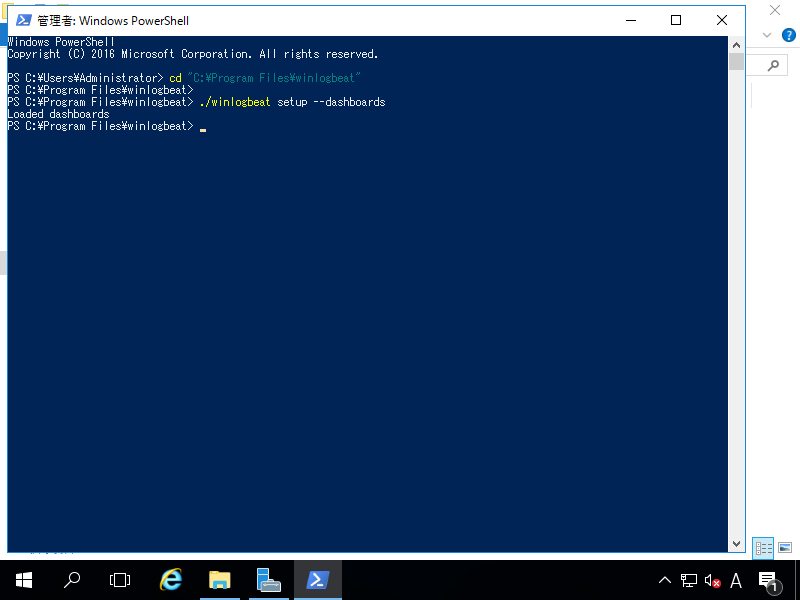 管理者: Windows PowerShell
Windows PowerShell
Copyright (C) 2016 Microsoft Corporation. All rights reserved.
PS C:¥Users¥Administrator> cd "C:¥Program Files¥winlogbeat"
PS C:¥Program Files¥winlogbeat>
PS C:¥Program Files¥winlogbeat> ./winlogbeat setup --dashboards
Loaded dashboards
PS C:¥Program Files¥winlogbeat>
A
1